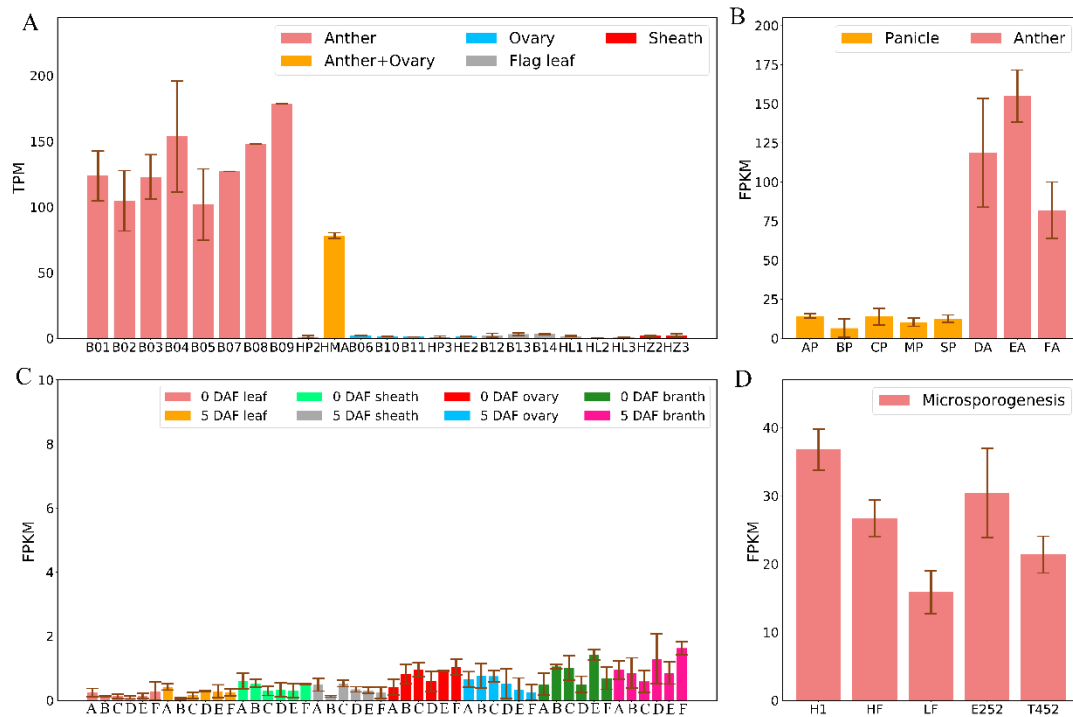 A
Anther
Ovary
Sheath
Anther+Ovary
Flag leaf
TPM
200
150
100
50
0
B01 B02 B03 B04 B05 B07 B08 B09 HP2 HMA B06 B10 B11 HP3 HE2 B12 B13 B14 HL1 HL2 HL3 HZ2 HZ3
B
Panicle
Anther
FPKM
200
175
150
125
100
75
50
25
0
AP BP CP MP SP DA EA FA
C
0 DAF leaf
0 DAF sheath
0 DAF ovary
0 DAF branth
5 DAF leaf
5 DAF sheath
5 DAF ovary
5 DAF branth
FPKM
10
8
6
4
2
0
A B C D E F A B C D E F A B C D E F A B C D E F A B C D E F A B C D E F A B C D E F A B C D E F
D
Microsporogenesis
FPKM
40
30
20
10
0
H1 HF LF E252 T452